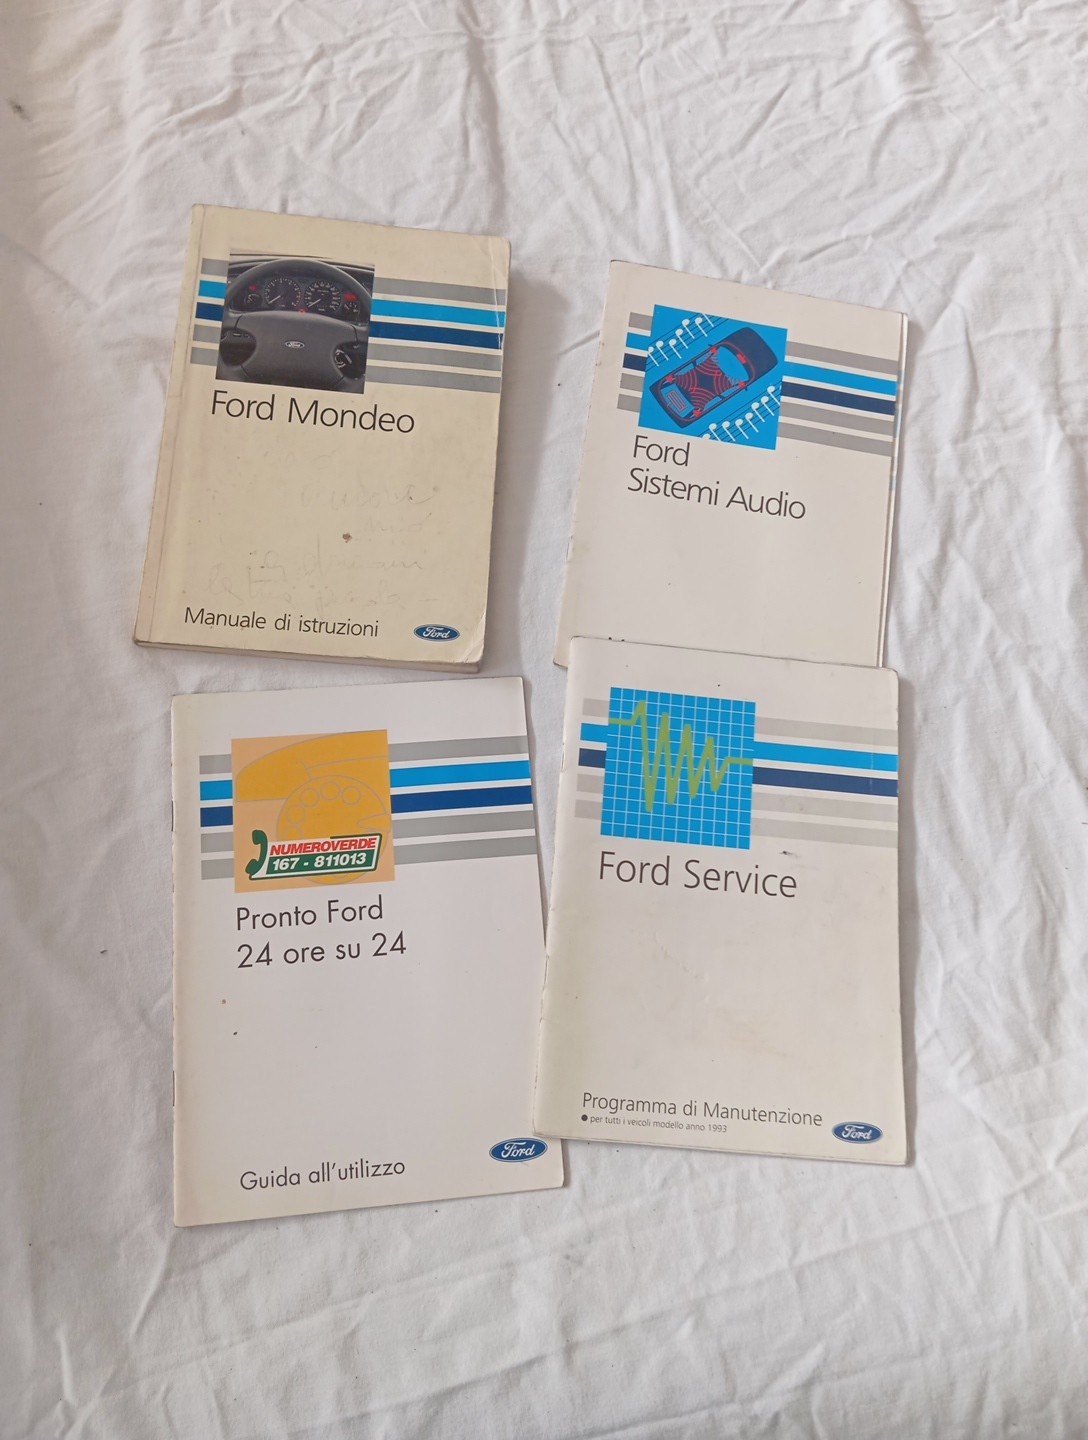 Ford
Ford Mondeo
Manuale di istruzioni
Ford
Ford
Sistemi Audio
NUMEROVERDE
167 - 811013
Pronto Ford
24 ore su 24
Guida all'utilizzo
Ford
Ford Service
Programma di Manutenzione
● per tutti i veicoli modello anno 1993
Ford